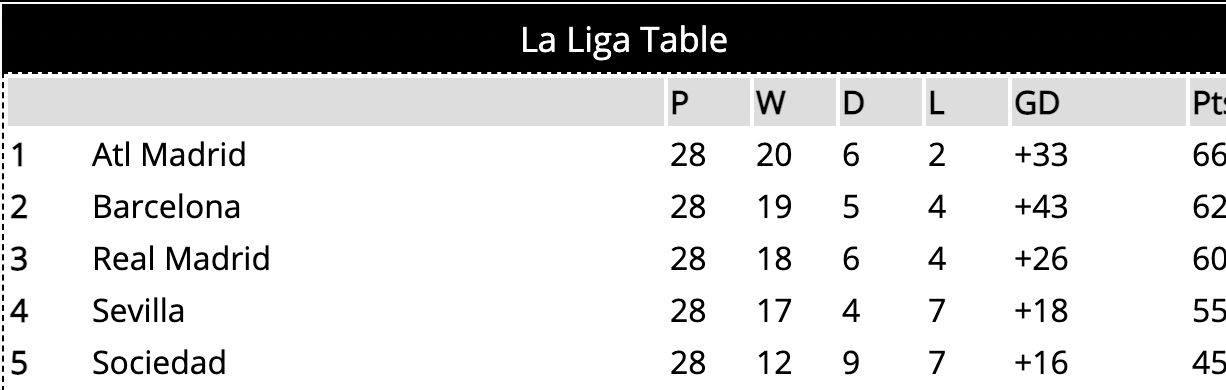 La Liga Table
P W D L GD Pts
1 Atl Madrid 28 20 6 2 +33 66
2 Barcelona 28 19 5 4 +43 62
3 Real Madrid 28 18 6 4 +26 60
4 Sevilla 28 17 4 7 +18 55
5 Sociedad 28 12 9 7 +16 45